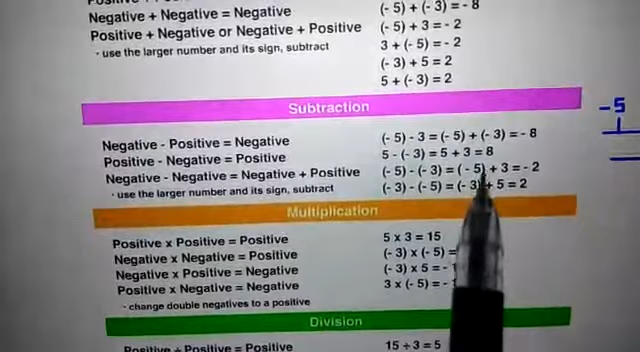 Positive + Positive
Negative + Negative = Negative (- 5) + (- 3) = - 8
Positive + Negative or Negative + Positive (- 5) + 3 = - 2
· use the larger number and its sign, subtract 3 + (- 5) = - 2
(- 3) + 5 = 2
5 + (- 3) = 2
Subtraction
- 5
Negative - Positive = Negative (- 5) - 3 = (- 5) + (- 3) = - 8
Positive - Negative = Positive 5 - (- 3) = 5 + 3 = 8
Negative - Negative = Negative + Positive (- 5) - (- 3) = (- 5) + 3 = - 2
· use the larger number and its sign, subtract (- 3) - (- 5) = (- 3) + 5 = 2
Multiplication
Positive x Positive = Positive 5 x 3 = 15
Negative x Negative = Positive (- 3) x (- 5) =
Negative x Positive = Negative (- 3) x 5 = -
Positive x Negative = Negative 3 x (- 5) = -
· change double negatives to a positive
Division
Positive ÷ Positive = Positive 15 ÷ 3 = 5